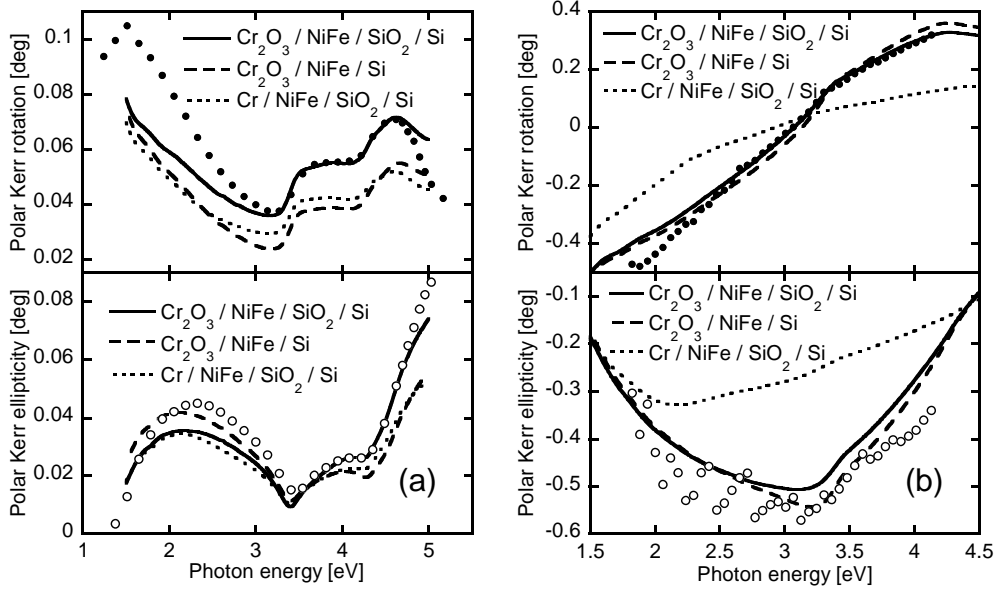 Polar Kerr rotation [deg]
0.1
0.08
0.06
0.04
0.02
Cr2O3 / NiFe / SiO2 / Si
Cr2O3 / NiFe / Si
Cr / NiFe / SiO2 / Si
Polar Kerr ellipticity [deg]
0.08
0.06
0.04
0.02
0
Cr2O3 / NiFe / SiO2 / Si
Cr2O3 / NiFe / Si
Cr / NiFe / SiO2 / Si
(a)
1 2 3 4 5
Photon energy [eV]
Polar Kerr rotation [deg]
0.4
0.2
0
-0.2
-0.4
Cr2O3 / NiFe / SiO2 / Si
Cr2O3 / NiFe / Si
Cr / NiFe / SiO2 / Si
Polar Kerr ellipticity [deg]
-0.1
-0.2
-0.3
-0.4
-0.5
-0.6
Cr2O3 / NiFe / SiO2 / Si
Cr2O3 / NiFe / Si
Cr / NiFe / SiO2 / Si
(b)
1.5 2 2.5 3 3.5 4 4.5
Photon energy [eV]